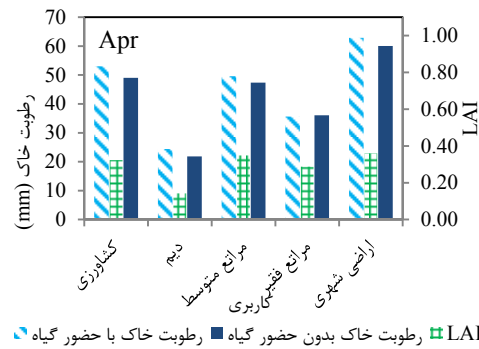 Apr
70
60
50
40
30
20
10
0
رطوبت خاک (mm)
1.00
0.80
0.60
0.40
0.20
0.00
LAI
کشاورزی
دیم
مراتع متوسط
مراتع فقیر
اراضی شهری
کاربری
رطوبت خاک با حضور گیاه
رطوبت خاک بدون حضور گیاه
LAI